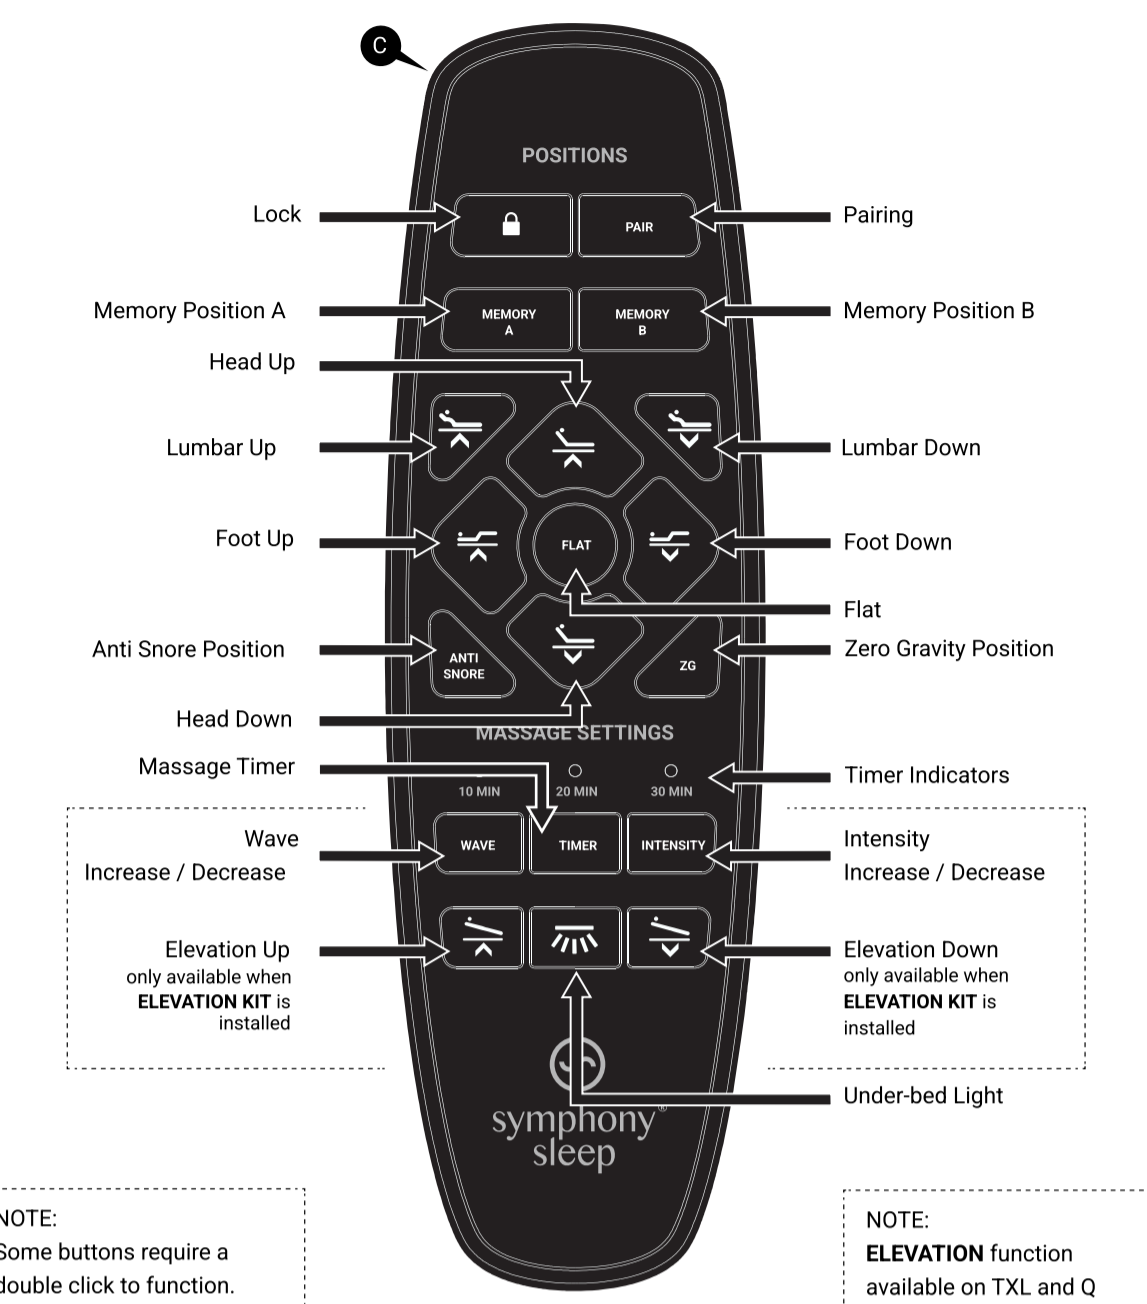 C
POSITIONS
Lock
PAIR
Pairing
Memory Position A
MEMORY
A
MEMORY
B
Memory Position B
Head Up
Lumbar Up
Lumbar Down
Foot Up
FLAT
Foot Down
Flat
Anti Snore Position
ANTI
SNORE
ZG
Zero Gravity Position
Head Down
MASSAGE SETTINGS
Massage Timer
Timer Indicators
10 MIN
20 MIN
30 MIN
Wave
Increase / Decrease
WAVE
TIMER
INTENSITY
Intensity
Increase / Decrease
Elevation Up
only available when
ELEVATION KIT is
installed
Elevation Down
only available when
ELEVATION KIT is
installed
Under-bed Light
symphony®
sleep
NOTE:
Some buttons require a
double click to function.
NOTE:
ELEVATION function
available on TXL and Q